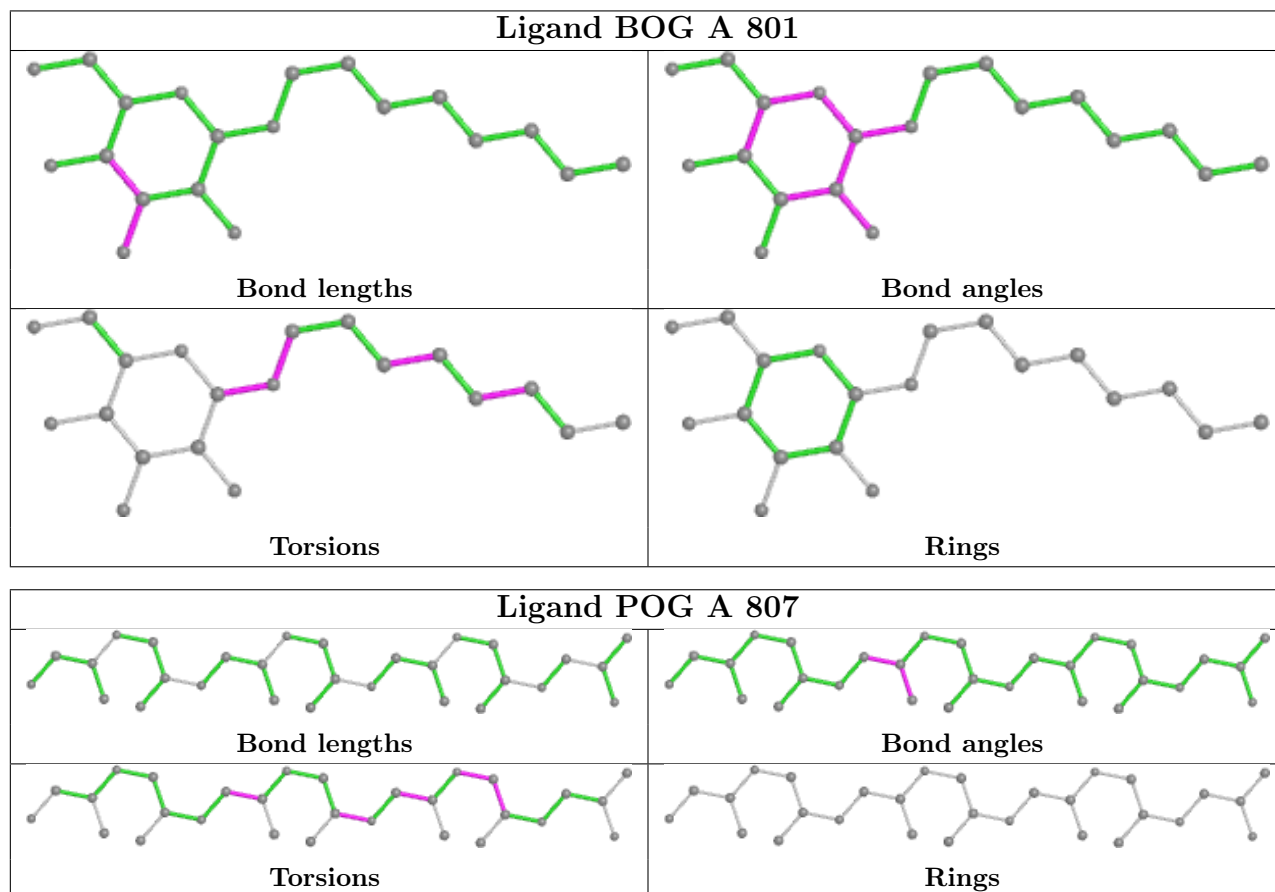 Ligand BOG A 801
Bond lengths
Bond angles
Torsions
Rings
Ligand POG A 807
Bond lengths
Bond angles
Torsions
Rings